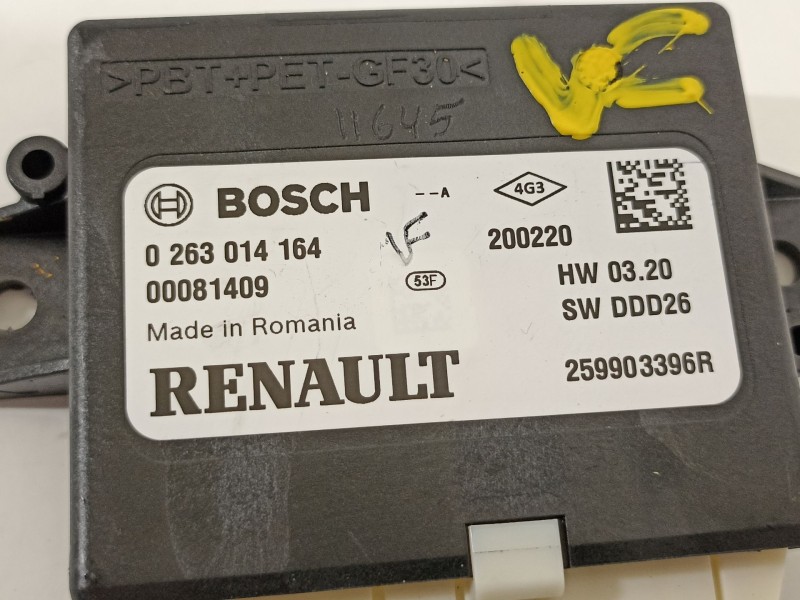 >PBT+PET-GF30<
11645
VF
BOSCH --A 4G3
0 263 014 164 VF 200220
00081409 53F HW 03.20
Made in Romania SW DDD26
RENAULT 259903396R